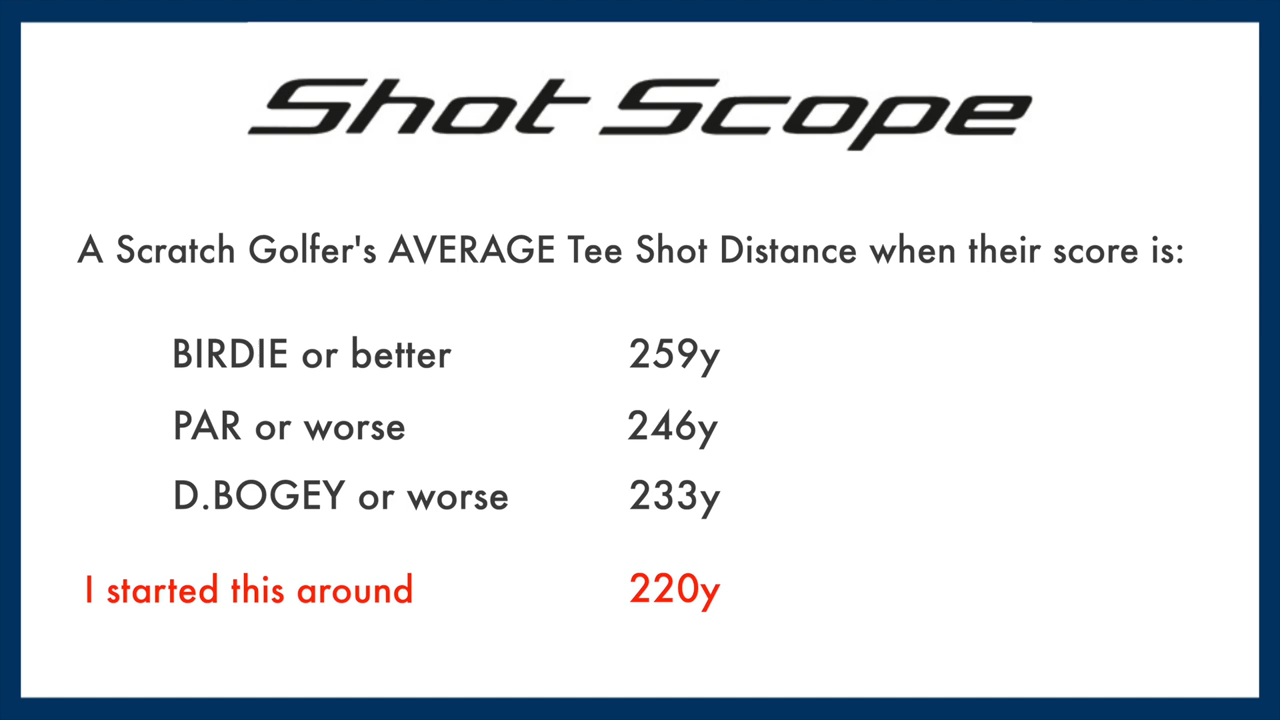 Shot Scope
A Scratch Golfer's AVERAGE Tee Shot Distance when their score is:
BIRDIE or better 259y
PAR or worse 246y
D.BOGEY or worse 233y
I started this around 220y